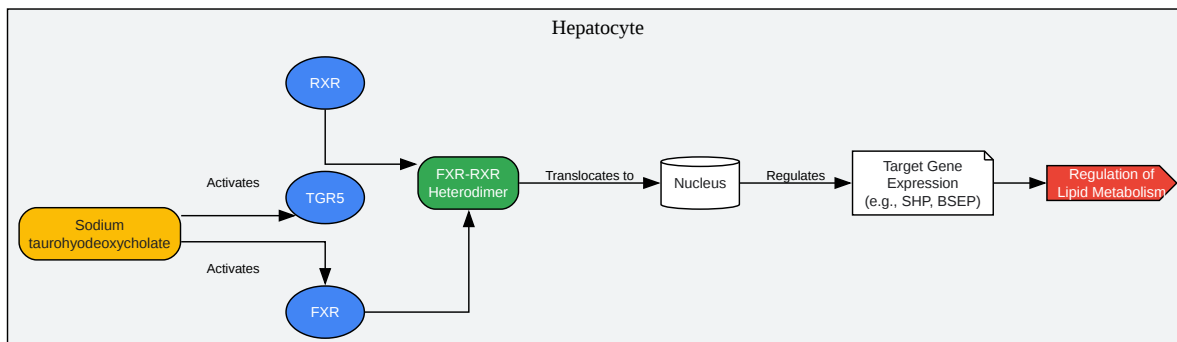 Hepatocyte
RXR
Activates
TGR5
Sodium
taurohyodeoxycholate
Activates
FXR
FXR-RXR
Heterodimer
Translocates to
Nucleus
Regulates
Target Gene
Expression
(e.g., SHP, BSEP)
Regulation of
Lipid Metabolism